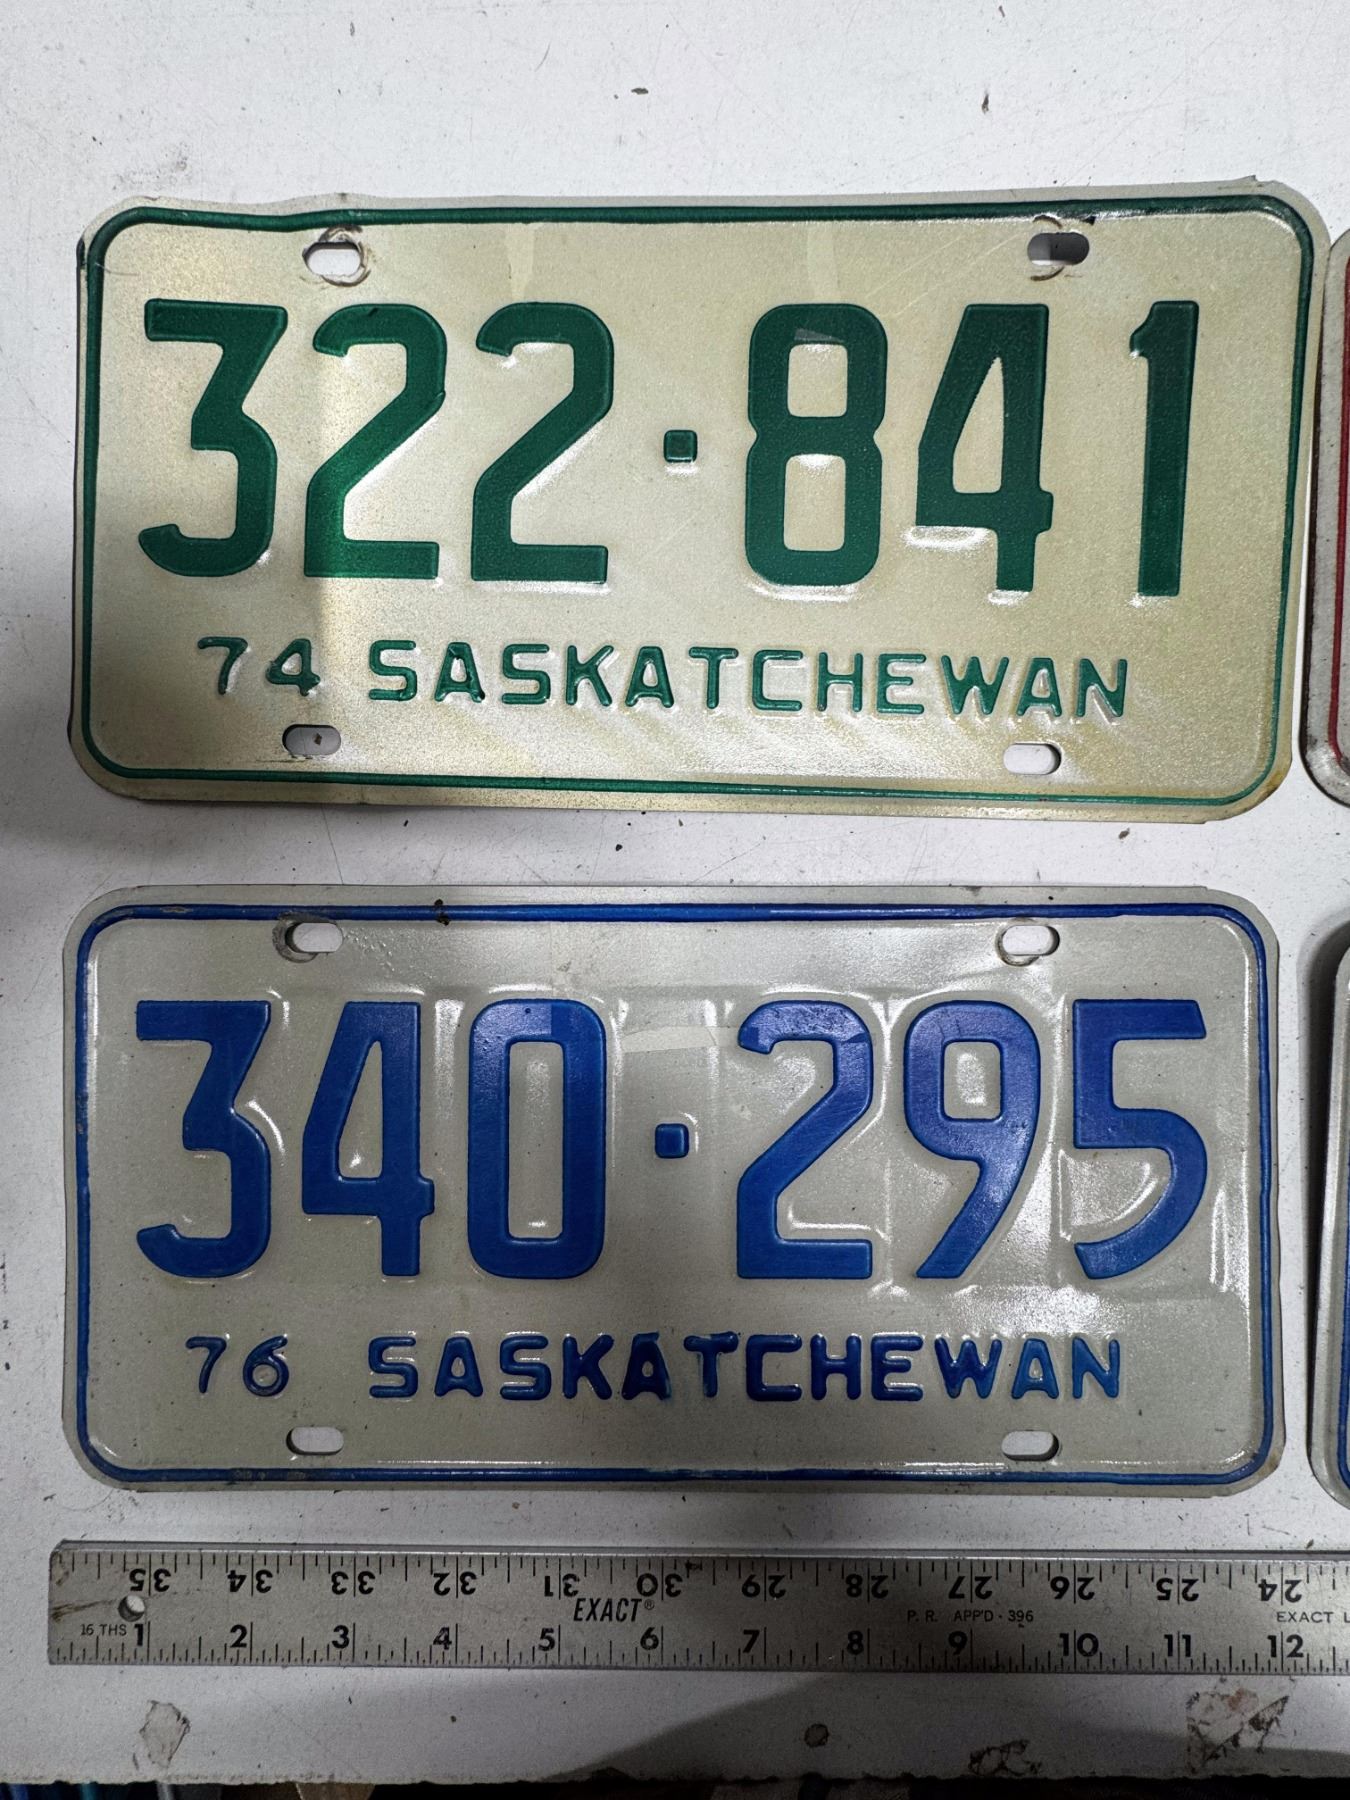 322·841
74 SASKATCHEWAN
340·295
76 SASKATCHEWAN
35 34 33 32 31 30 29 28 27 26 25 24
EXACT® P.R. APP'D·396 EXACT
16 THS 1 2 3 4 5 6 7 8 9 10 11 12